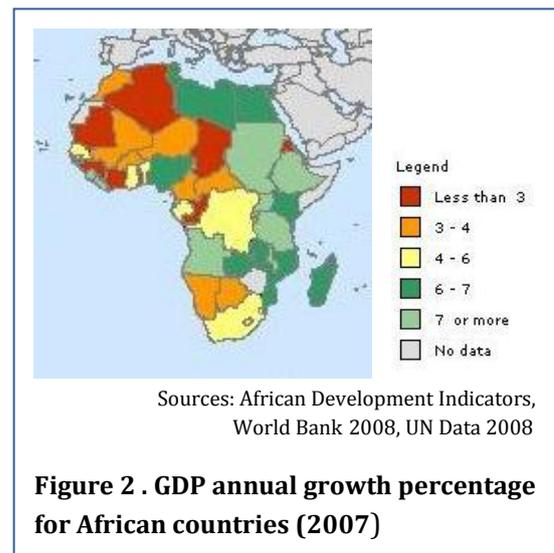 Legend
Less than 3
3 - 4
4 - 6
6 - 7
7 or more
No data
Sources: African Development Indicators,
World Bank 2008, UN Data 2008
Figure 2 . GDP annual growth percentage
for African countries (2007)